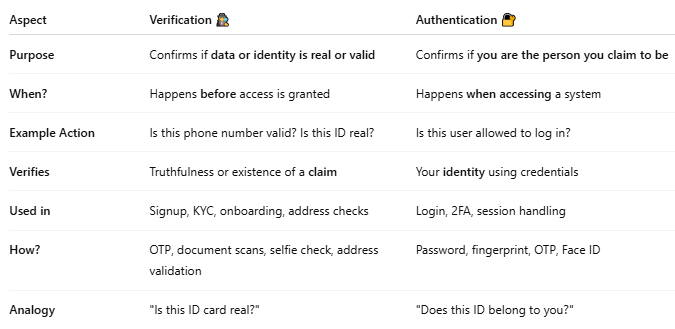 Aspect Verification 🕵️ Authentication 🔐
Purpose Confirms if data or identity is real or valid Confirms if you are the person you claim to be
When? Happens before access is granted Happens when accessing a system
Example Action Is this phone number valid? Is this ID real? Is this user allowed to log in?
Verifies Truthfulness or existence of a claim Your identity using credentials
Used in Signup, KYC, onboarding, address checks Login, 2FA, session handling
How? OTP, document scans, selfie check, address Password, fingerprint, OTP, Face ID
validation
Analogy "Is this ID card real?" "Does this ID belong to you?"